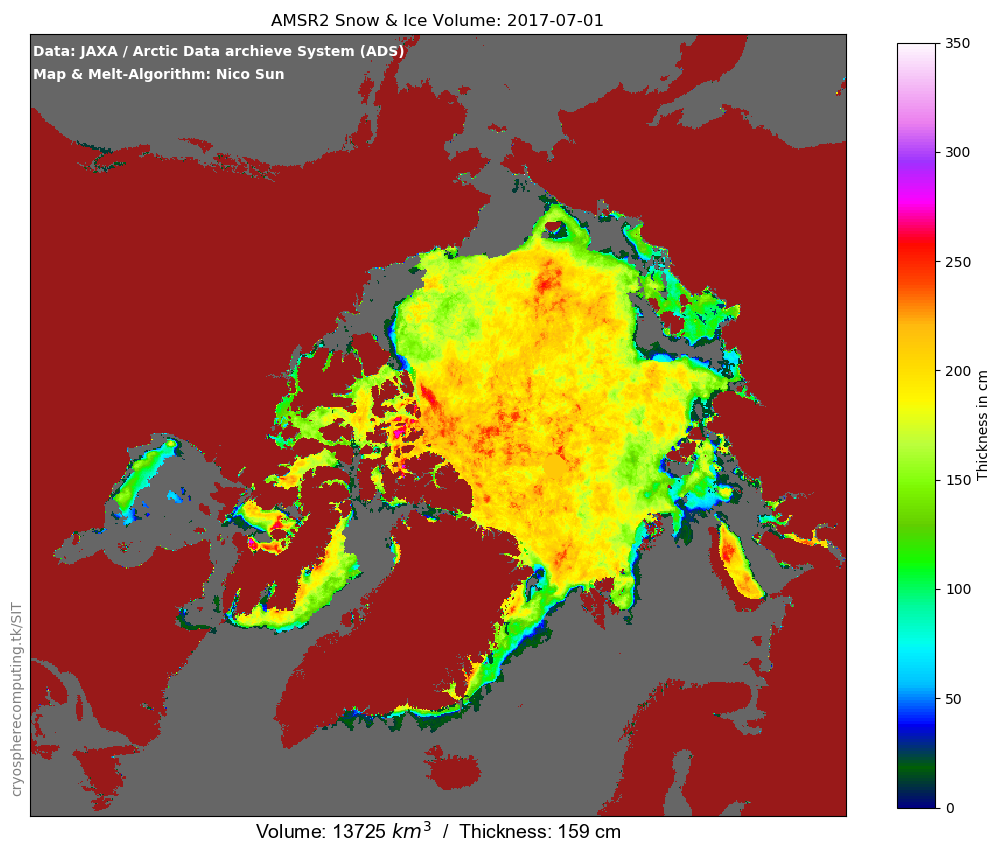 AMSR2 Snow & Ice Volume: 2017-07-01
Data: JAXA / Arctic Data archieve System (ADS)
Map & Melt-Algorithm: Nico Sun
350
300
250
200
150
100
50
0
Thickness in cm
cryospherecomputing.tk/SIT
Volume: 13725 km³ / Thickness: 159 cm